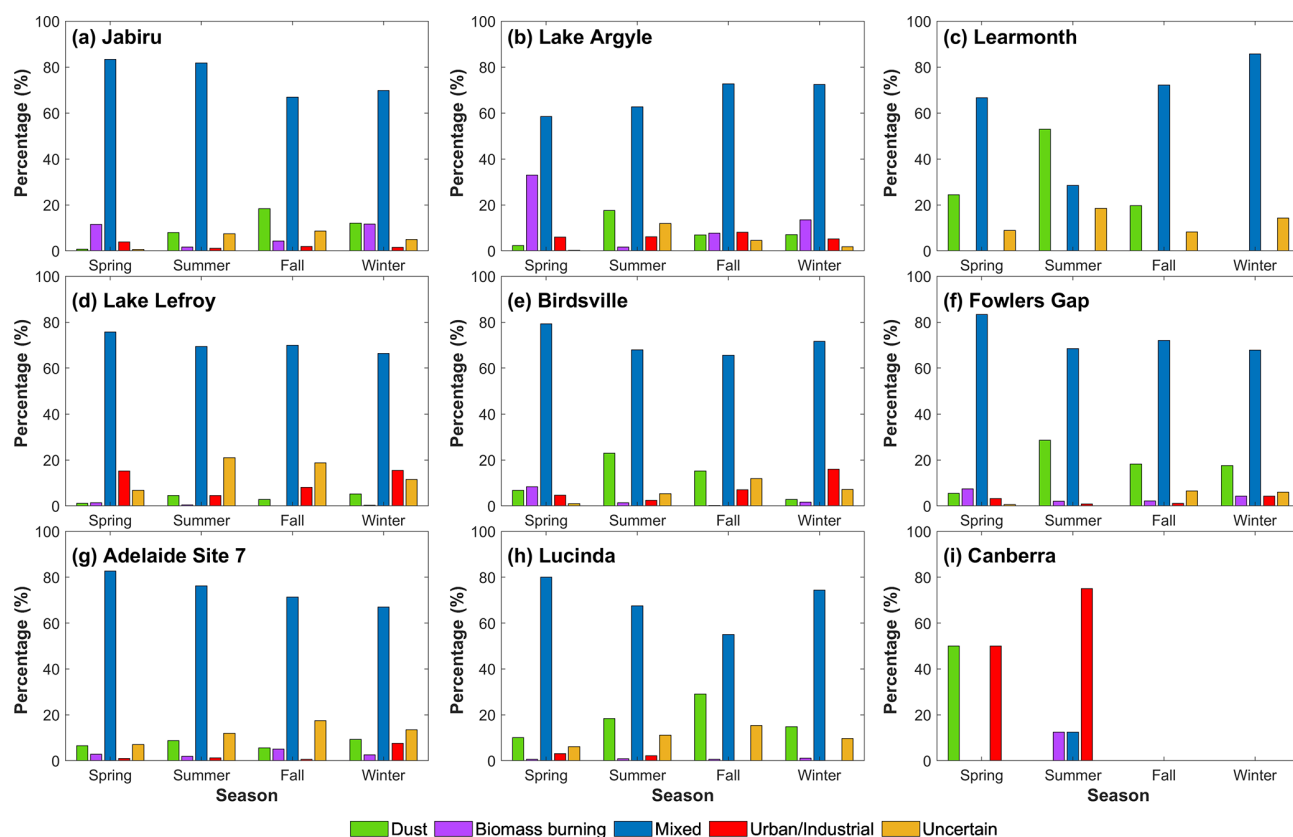 (a) Jabiru
Percentage (%)
100
80
60
40
20
0
Spring Summer Fall Winter
(b) Lake Argyle
Percentage (%)
100
80
60
40
20
0
Spring Summer Fall Winter
(c) Learmonth
Percentage (%)
100
80
60
40
20
0
Spring Summer Fall Winter
(d) Lake Lefroy
Percentage (%)
100
80
60
40
20
0
Spring Summer Fall Winter
(e) Birdsville
Percentage (%)
100
80
60
40
20
0
Spring Summer Fall Winter
(f) Fowlers Gap
Percentage (%)
100
80
60
40
20
0
Spring Summer Fall Winter
(g) Adelaide Site 7
Percentage (%)
100
80
60
40
20
0
Spring Summer Fall Winter
Season
(h) Lucinda
Percentage (%)
100
80
60
40
20
0
Spring Summer Fall Winter
Season
(i) Canberra
Percentage (%)
100
80
60
40
20
0
Spring Summer Fall Winter
Season
Dust Biomass burning Mixed Urban/Industrial Uncertain